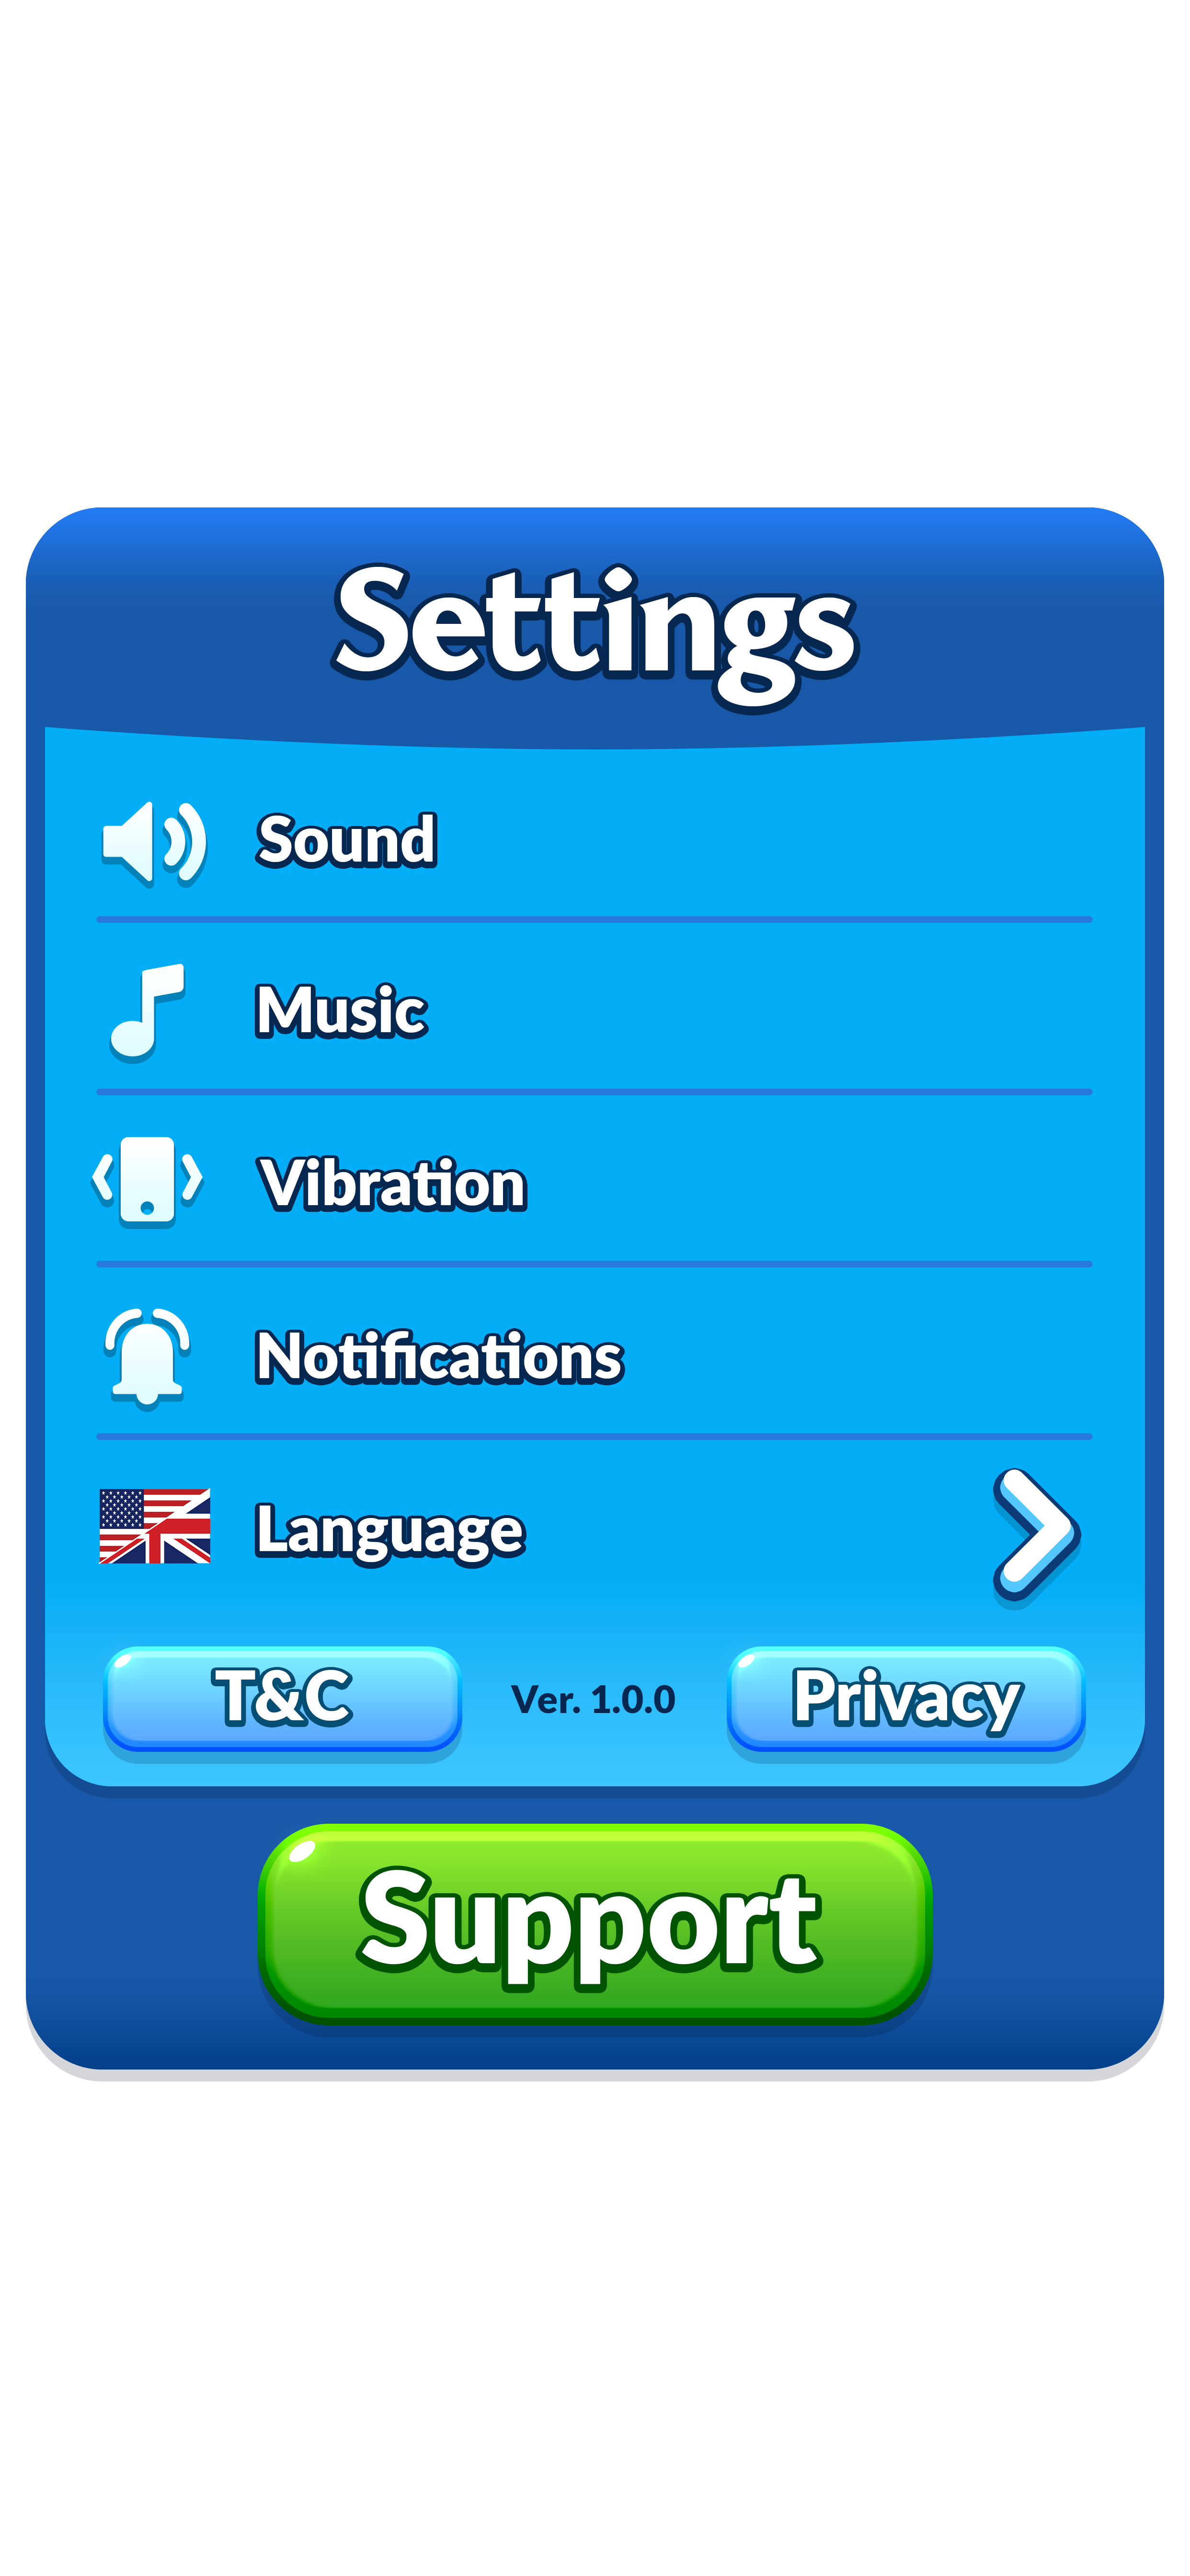 Settings
Sound
Music
Vibration
Notifications
Language
T&C
Ver. 1.0.0
Privacy
Support